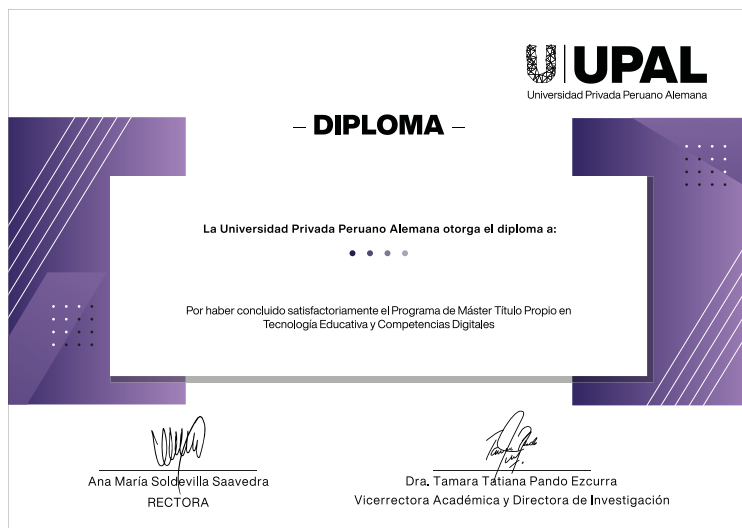 UPAL
Universidad Privada Peruano Alemana
– DIPLOMA –
La Universidad Privada Peruano Alemana otorga el diploma a:
Por haber concluido satisfactoriamente el Programa de Máster Título Propio en
Tecnología Educativa y Competencias Digitales
Ana María Soldevilla Saavedra
RECTORA
Dra. Tamara Tatiana Pando Ezcurra
Vicerrectora Académica y Directora de Investigación